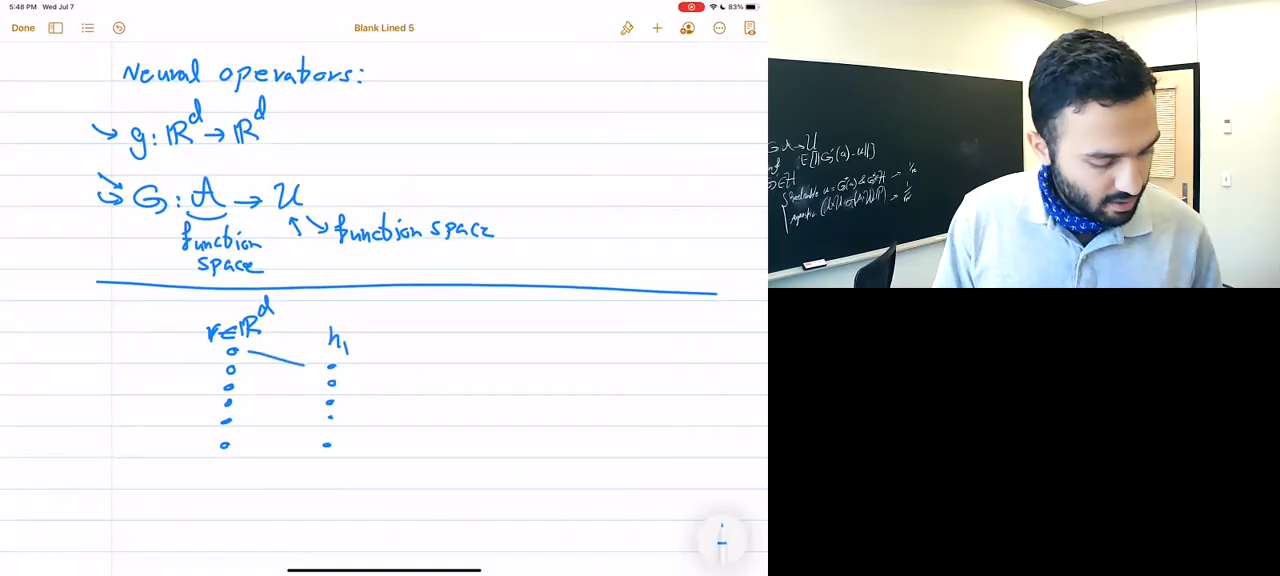 5:48 PM Wed Jul 7
83%
Done
Blank Lined 5
Neural operators:
g: ℝ^d → ℝ^d
G: A → U
function space
function space
v ∈ ℝ^d
h₁
G: A → U
E[||G(a) - u||]